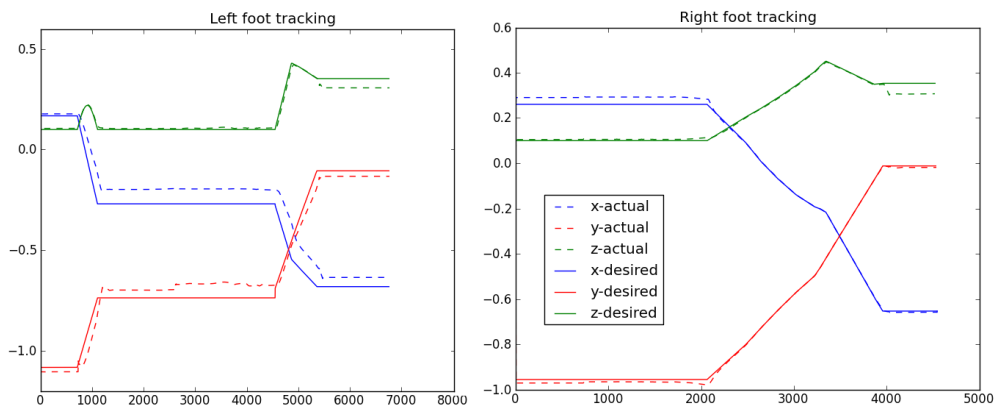 Left foot tracking
0.5
0.0
−0.5
−1.0
0 1000 2000 3000 4000 5000 6000 7000 8000
Right foot tracking
0.6
0.4
0.2
0.0
−0.2
−0.4
−0.6
−0.8
−1.0
0 1000 2000 3000 4000 5000
x-actual
y-actual
z-actual
x-desired
y-desired
z-desired